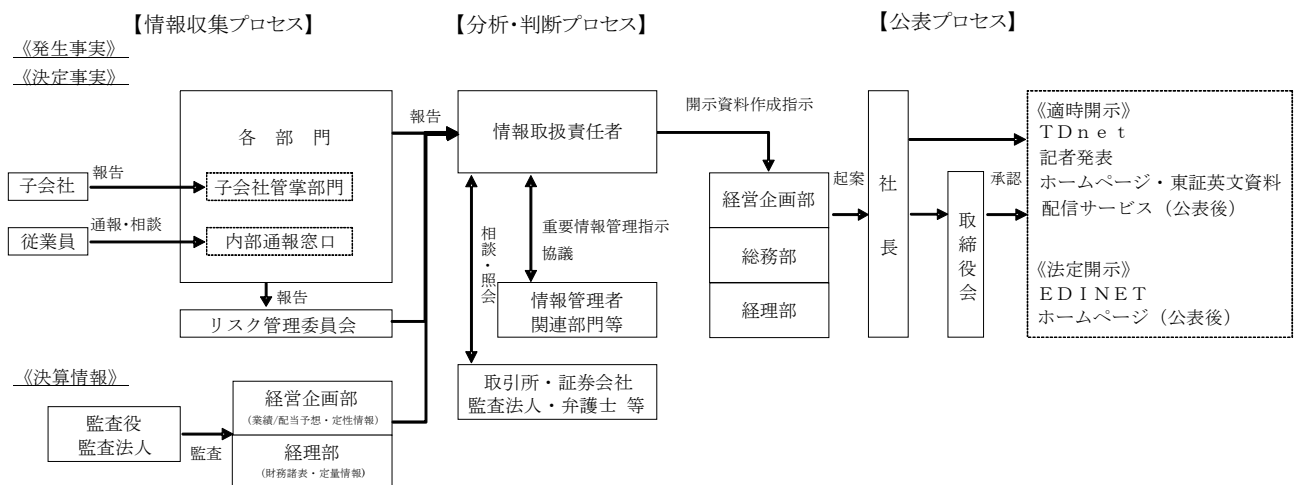 【情報収集プロセス】
【分析・判断プロセス】
【公表プロセス】
《発生事実》
《決定事実》
各 部 門
子会社
報告
子会社管掌部門
従業員
通報・相談
内部通報窓口
報告
リスク管理委員会
報告
情報取扱責任者
相談・照会
重要情報管理指示
協議
情報管理者
関連部門等
取引所・証券会社
監査法人・弁護士 等
《決算情報》
監査役
監査法人
監査
経営企画部
(業績/配当予想・定性情報)
経理部
(財務諸表・定量情報)
開示資料作成指示
経営企画部
総務部
経理部
起案
社 長
取締役会
承認
《適時開示》
ＴＤｎｅｔ
記者発表
ホームページ・東証英文資料
配信サービス（公表後）
《法定開示》
ＥＤＩＮＥＴ
ホームページ（公表後）